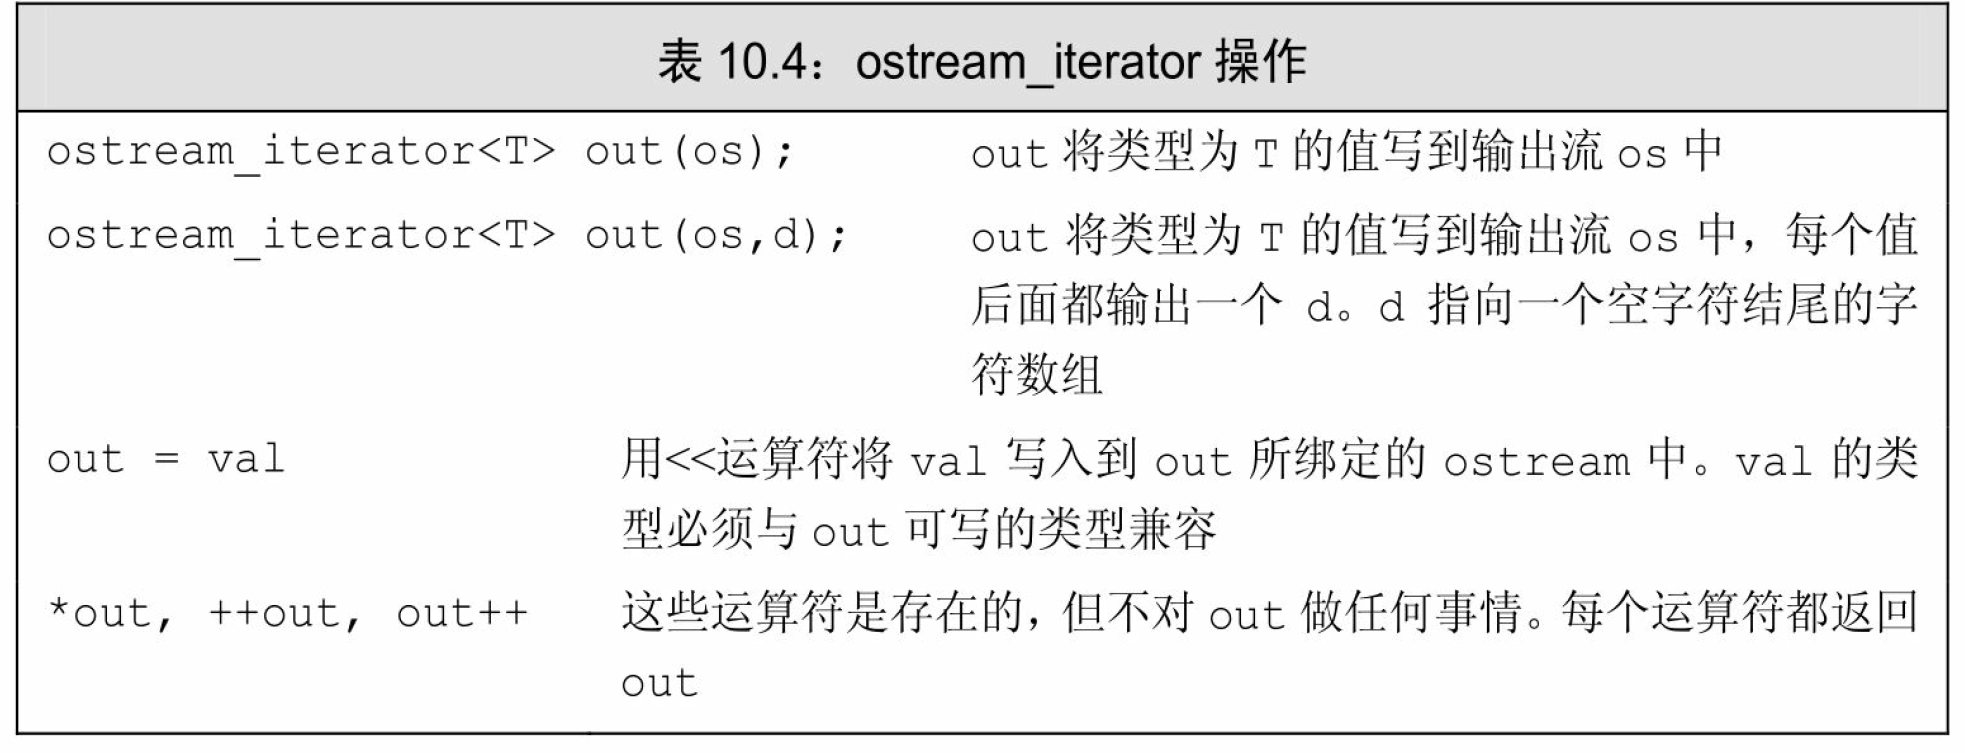 表 10.4：ostream_iterator 操作
ostream_iterator<T> out(os); out 将类型为 T 的值写到输出流 os 中
ostream_iterator<T> out(os,d); out 将类型为 T 的值写到输出流 os 中，每个值
后面都输出一个 d。d 指向一个空字符结尾的字
符数组
out = val 用<<运算符将 val 写入到 out 所绑定的 ostream 中。val 的类
型必须与 out 可写的类型兼容
*out, ++out, out++ 这些运算符是存在的，但不对 out 做任何事情。每个运算符都返回
out